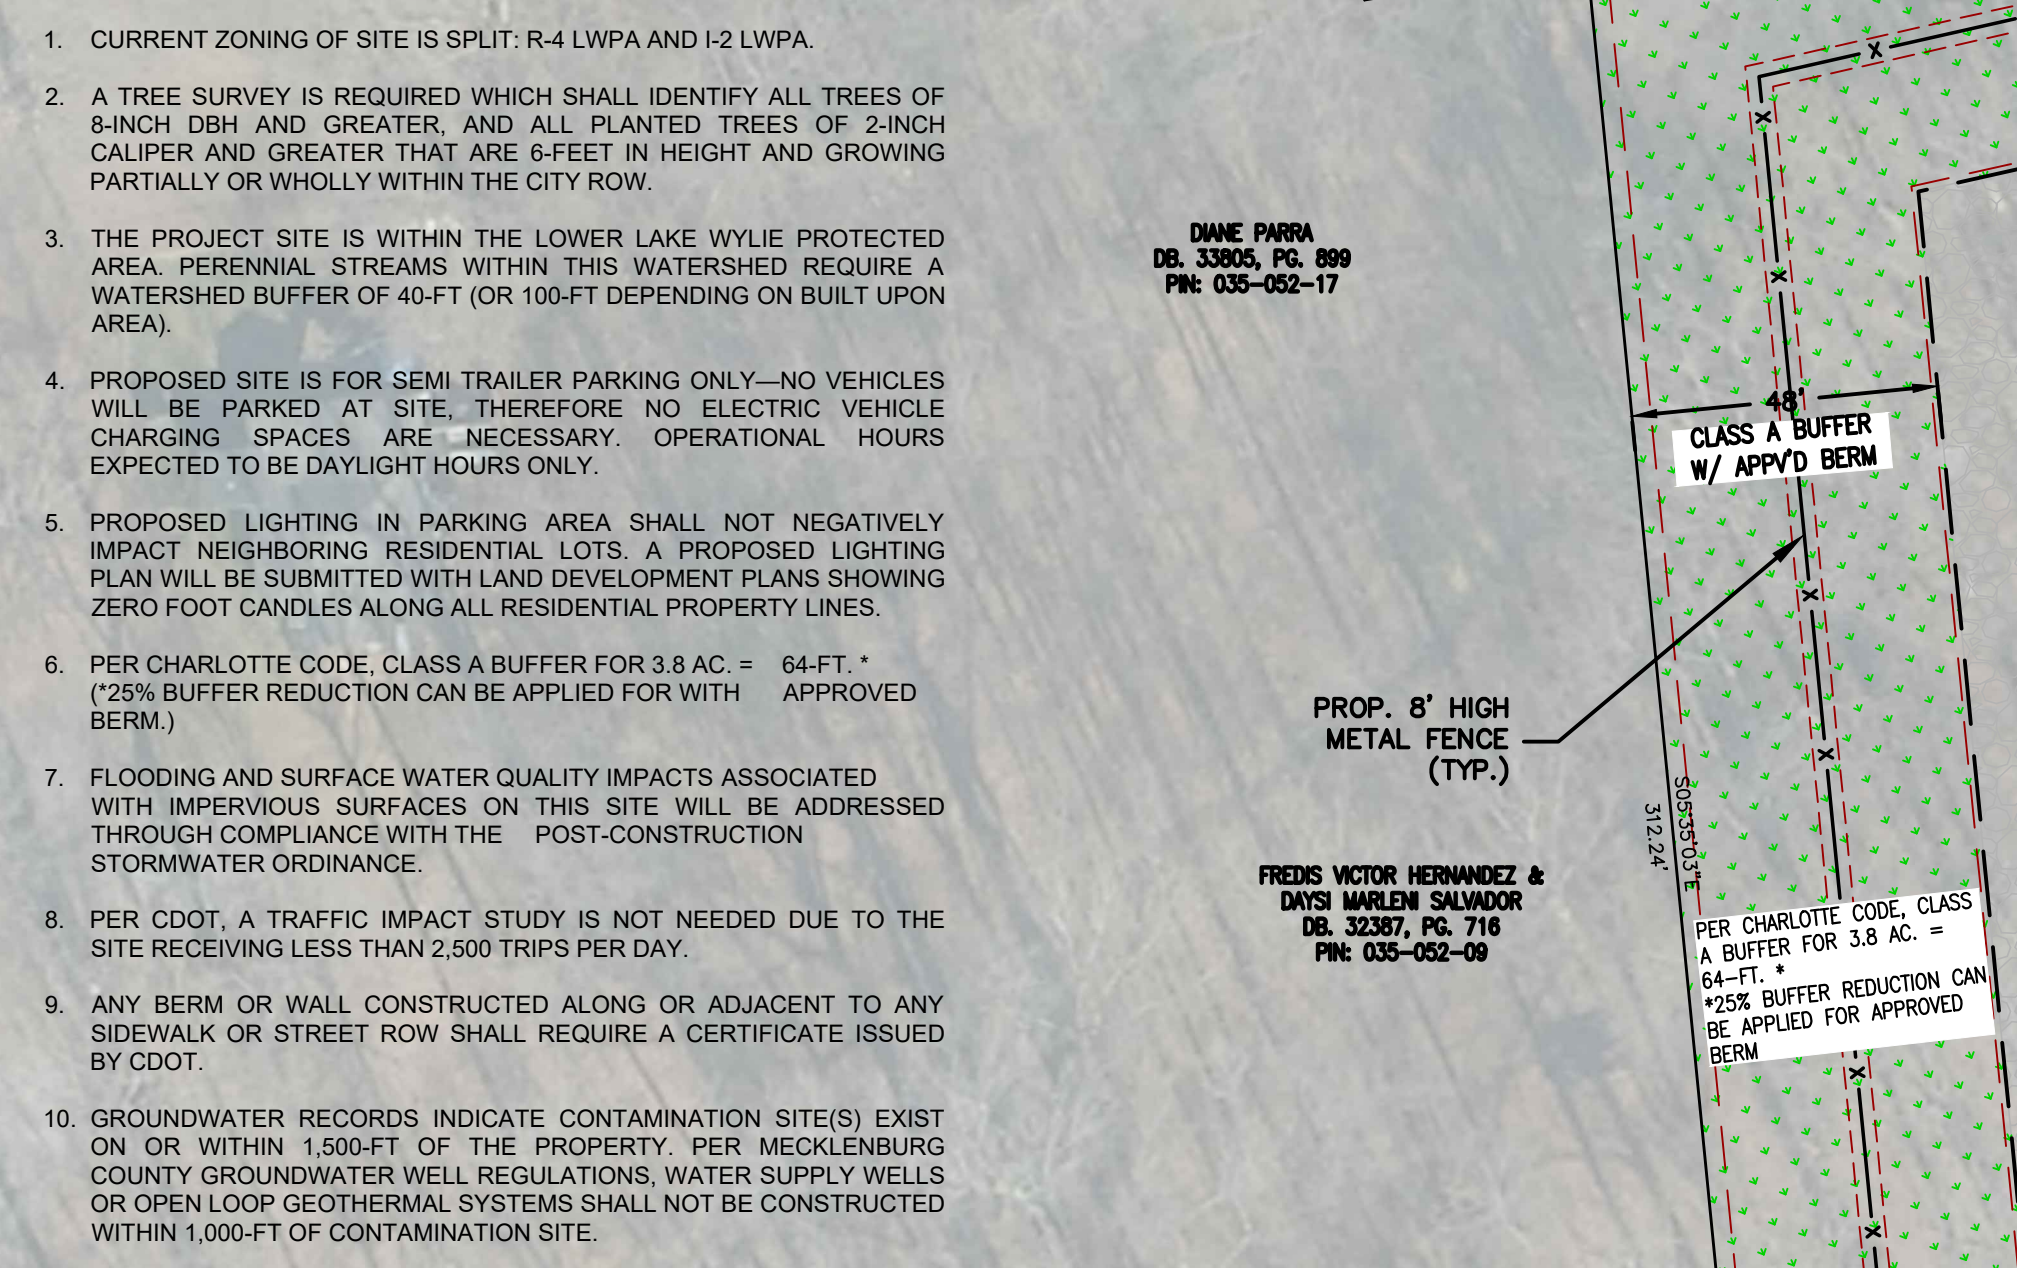 1. CURRENT ZONING OF SITE IS SPLIT: R-4 LWPA AND I-2 LWPA.
2. A TREE SURVEY IS REQUIRED WHICH SHALL IDENTIFY ALL TREES OF
8-INCH DBH AND GREATER, AND ALL PLANTED TREES OF 2-INCH
CALIPER AND GREATER THAT ARE 6-FEET IN HEIGHT AND GROWING
PARTIALLY OR WHOLLY WITHIN THE CITY ROW.
3. THE PROJECT SITE IS WITHIN THE LOWER LAKE WYLIE PROTECTED
AREA. PERENNIAL STREAMS WITHIN THIS WATERSHED REQUIRE A
WATERSHED BUFFER OF 40-FT (OR 100-FT DEPENDING ON BUILT UPON
AREA).
4. PROPOSED SITE IS FOR SEMI TRAILER PARKING ONLY—NO VEHICLES
WILL BE PARKED AT SITE, THEREFORE NO ELECTRIC VEHICLE
CHARGING SPACES ARE NECESSARY. OPERATIONAL HOURS
EXPECTED TO BE DAYLIGHT HOURS ONLY.
5. PROPOSED LIGHTING IN PARKING AREA SHALL NOT NEGATIVELY
IMPACT NEIGHBORING RESIDENTIAL LOTS. A PROPOSED LIGHTING
PLAN WILL BE SUBMITTED WITH LAND DEVELOPMENT PLANS SHOWING
ZERO FOOT CANDLES ALONG ALL RESIDENTIAL PROPERTY LINES.
6. PER CHARLOTTE CODE, CLASS A BUFFER FOR 3.8 AC. = 64-FT. *
(*25% BUFFER REDUCTION CAN BE APPLIED FOR WITH APPROVED
BERM.)
7. FLOODING AND SURFACE WATER QUALITY IMPACTS ASSOCIATED
WITH IMPERVIOUS SURFACES ON THIS SITE WILL BE ADDRESSED
THROUGH COMPLIANCE WITH THE POST-CONSTRUCTION
STORMWATER ORDINANCE.
8. PER CDOT, A TRAFFIC IMPACT STUDY IS NOT NEEDED DUE TO THE
SITE RECEIVING LESS THAN 2,500 TRIPS PER DAY.
9. ANY BERM OR WALL CONSTRUCTED ALONG OR ADJACENT TO ANY
SIDEWALK OR STREET ROW SHALL REQUIRE A CERTIFICATE ISSUED
BY CDOT.
10. GROUNDWATER RECORDS INDICATE CONTAMINATION SITE(S) EXIST
ON OR WITHIN 1,500-FT OF THE PROPERTY. PER MECKLENBURG
COUNTY GROUNDWATER WELL REGULATIONS, WATER SUPPLY WELLS
OR OPEN LOOP GEOTHERMAL SYSTEMS SHALL NOT BE CONSTRUCTED
WITHIN 1,000-FT OF CONTAMINATION SITE.
DIANE PARRA
DB. 33805, PG. 899
PIN: 035-052-17
48'
CLASS A BUFFER
W/ APPV'D BERM
PROP. 8' HIGH
METAL FENCE
(TYP.)
S05°35'03"E
312.24'
FREDIS VICTOR HERNANDEZ &
DAYSI MARLENI SALVADOR
DB. 32387, PG. 716
PIN: 035-052-09
PER CHARLOTTE CODE, CLASS
A BUFFER FOR 3.8 AC. =
64-FT. *
*25% BUFFER REDUCTION CAN
BE APPLIED FOR APPROVED
BERM